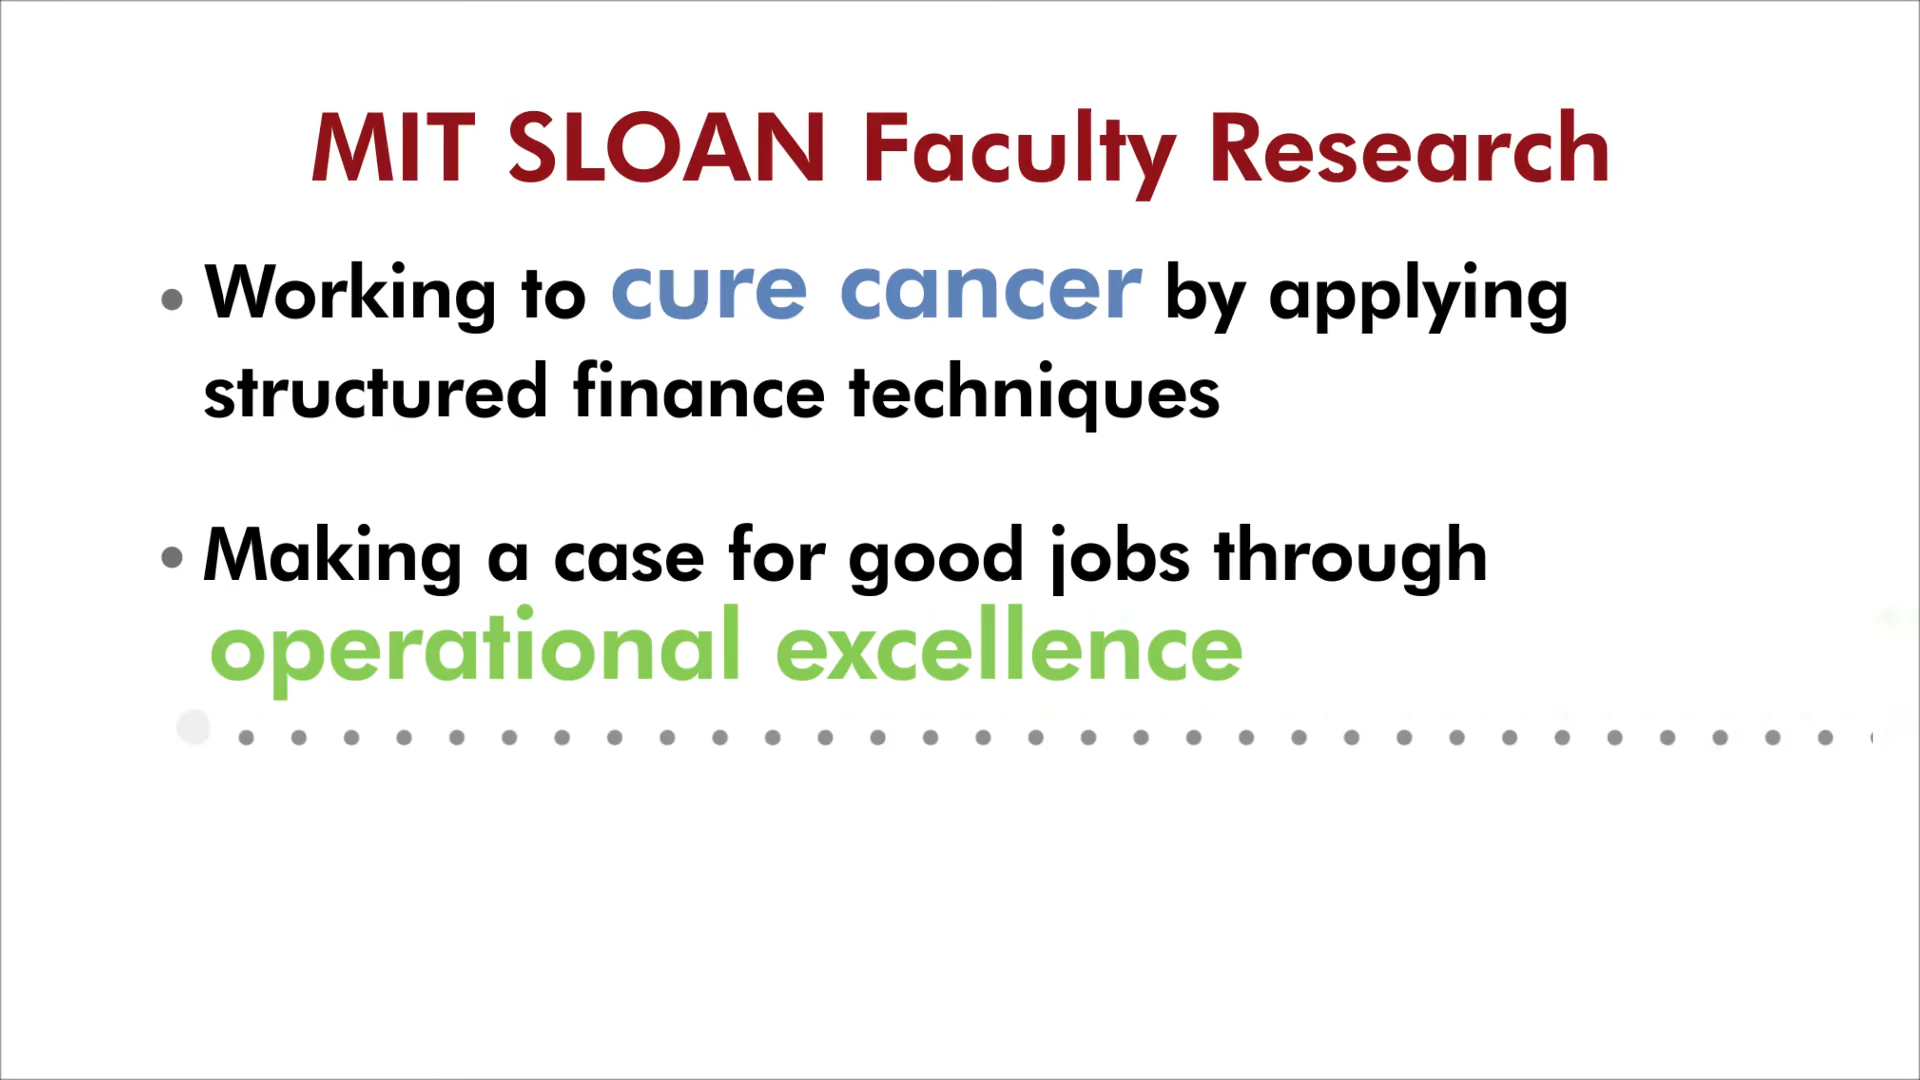 MIT SLOAN Faculty Research
• Working to cure cancer by applying
structured finance techniques
• Making a case for good jobs through
operational excellence